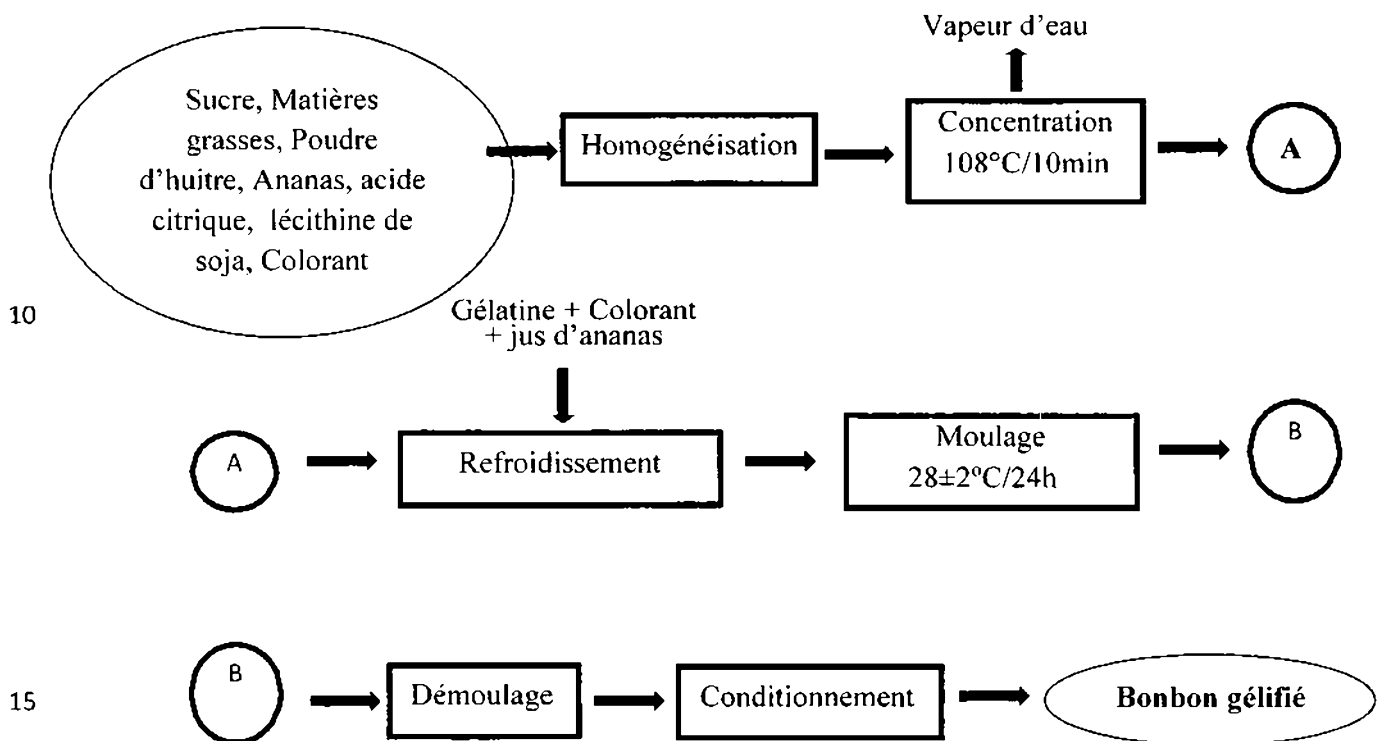 Vapeur d'eau
Sucre, Matières
grasses, Poudre
d'huitre, Ananas, acide
citrique, lécithine de
soja, Colorant
Homogénéisation
Concentration
108°C/10min
A
10
Gélatine + Colorant
+ jus d'ananas
A
Refroidissement
Moulage
28±2°C/24h
B
15
B
Démoulage
Conditionnement
Bonbon gélifié